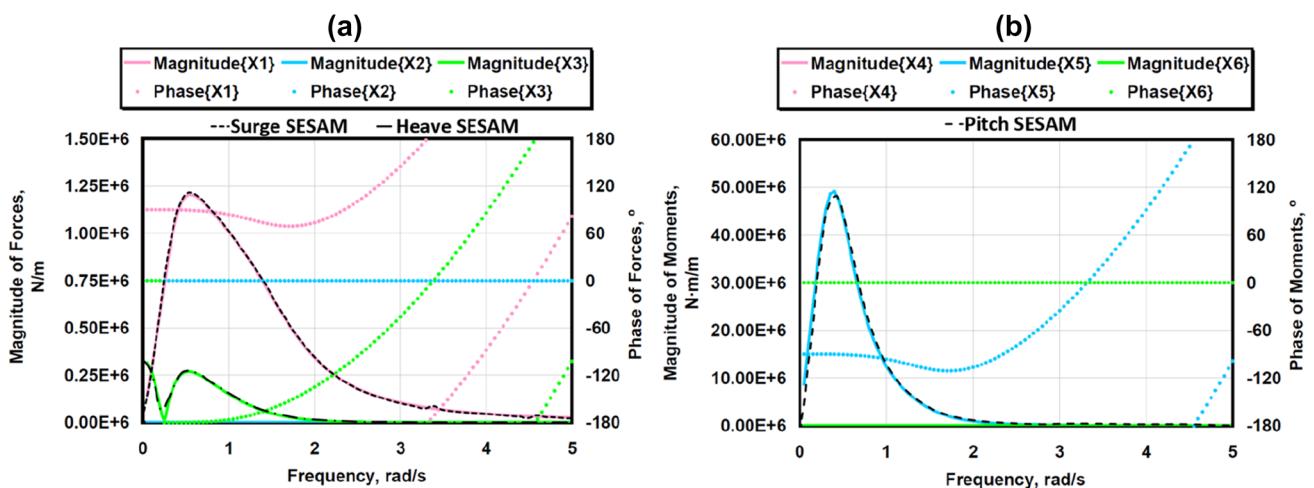 (a)
Magnitude{X1} Magnitude{X2} Magnitude{X3}
Phase{X1} Phase{X2} Phase{X3}
Surge SESAM Heave SESAM
1.50E+6
1.25E+6
1.00E+6
0.75E+6
0.50E+6
0.25E+6
0.00E+6
Magnitude of Forces,
N/m
180
120
60
0
-60
-120
-180
Phase of Forces, º
0 1 2 3 4 5
Frequency, rad/s
(b)
Magnitude{X4} Magnitude{X5} Magnitude{X6}
Phase{X4} Phase{X5} Phase{X6}
Pitch SESAM
60.00E+6
50.00E+6
40.00E+6
30.00E+6
20.00E+6
10.00E+6
0.00E+6
Magnitude of Moments,
N·m/m
180
120
60
0
-60
-120
-180
Phase of Moments, º
0 1 2 3 4 5
Frequency, rad/s